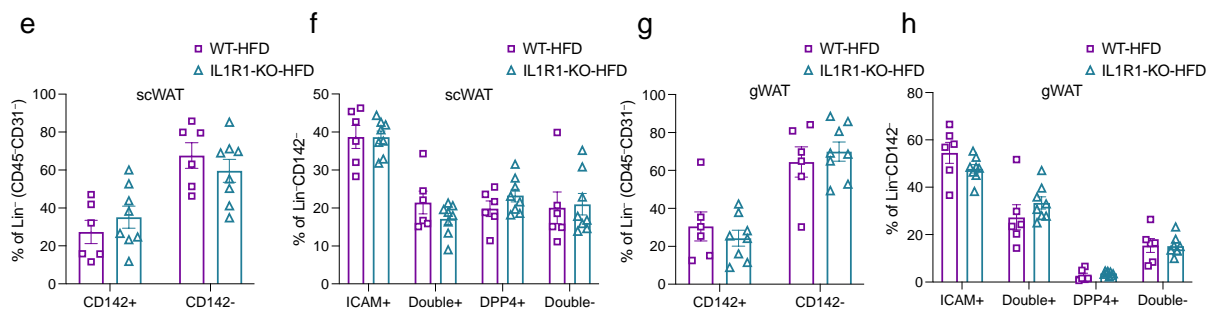 e
WT-HFD
IL1R1-KO-HFD
scWAT
% of Lin⁻ (CD45⁻CD31⁻)
100
80
60
40
20
0
CD142+ CD142-
f
WT-HFD
IL1R1-KO-HFD
scWAT
% of Lin⁻CD142⁻
50
40
30
20
10
0
ICAM+ Double+ DPP4+ Double-
g
WT-HFD
IL1R1-KO-HFD
gWAT
% of Lin⁻ (CD45⁻CD31⁻)
100
80
60
40
20
0
CD142+ CD142-
h
WT-HFD
IL1R1-KO-HFD
gWAT
% of Lin⁻CD142⁻
80
60
40
20
0
ICAM+ Double+ DPP4+ Double-